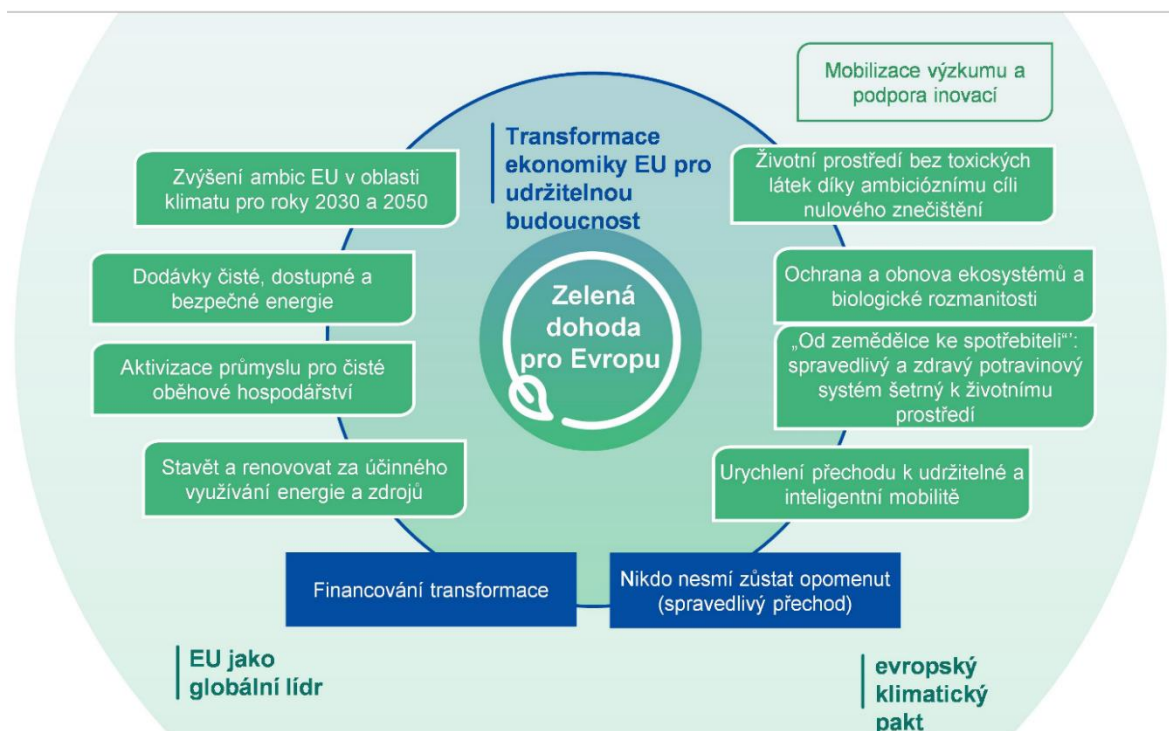 Mobilizace výzkumu a
podpora inovací
Transformace
ekonomiky EU pro
udržitelnou
budoucnost
Zvýšení ambic EU v oblasti
klimatu pro roky 2030 a 2050
Životní prostředí bez toxických
látek díky ambicióznímu cíli
nulového znečištění
Dodávky čisté, dostupné a
bezpečné energie
Ochrana a obnova ekosystémů a
biologické rozmanitosti
Zelená
dohoda
pro Evropu
Aktivizace průmyslu pro čisté
oběhové hospodářství
„Od zemědělce ke spotřebiteli“’:
spravedlivý a zdravý potravinový
systém šetrný k životnímu
prostředí
Stavět a renovovat za účinného
využívání energie a zdrojů
Urychlení přechodu k udržitelné a
inteligentní mobilitě
Financování transformace
Nikdo nesmí zůstat opomenut
(spravedlivý přechod)
EU jako
globální lídr
evropský
klimatický
pakt